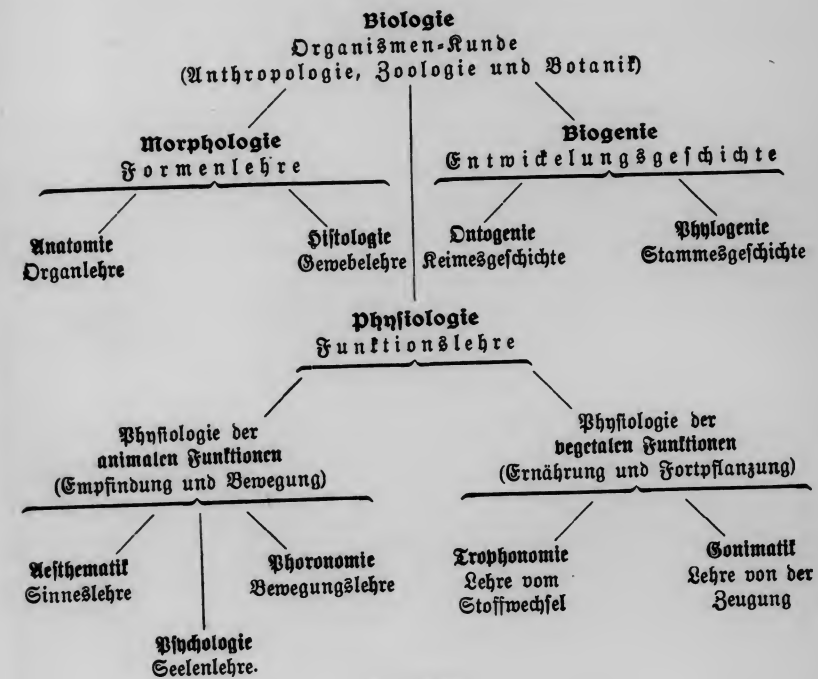 Biologie
Organismen-Kunde
(Anthropologie, Zoologie und Botanik)
Morphologie
Formenlehre
Biogenie
Entwickelungsgeschichte
Anatomie
Organlehre
Histologie
Gewebelehre
Ontogenie
Keimesgeschichte
Phylogenie
Stammesgeschichte
Physiologie
Funktionslehre
Physiologie der
animalen Funktionen
(Empfindung und Bewegung)
Physiologie der
vegetalen Funktionen
(Ernährung und Fortpflanzung)
Aesthematik
Sinneslehre
Phoronomie
Bewegungslehre
Trophonomie
Lehre vom
Stoffwechsel
Gonimatik
Lehre von der
Zeugung
Psychologie
Seelenlehre.